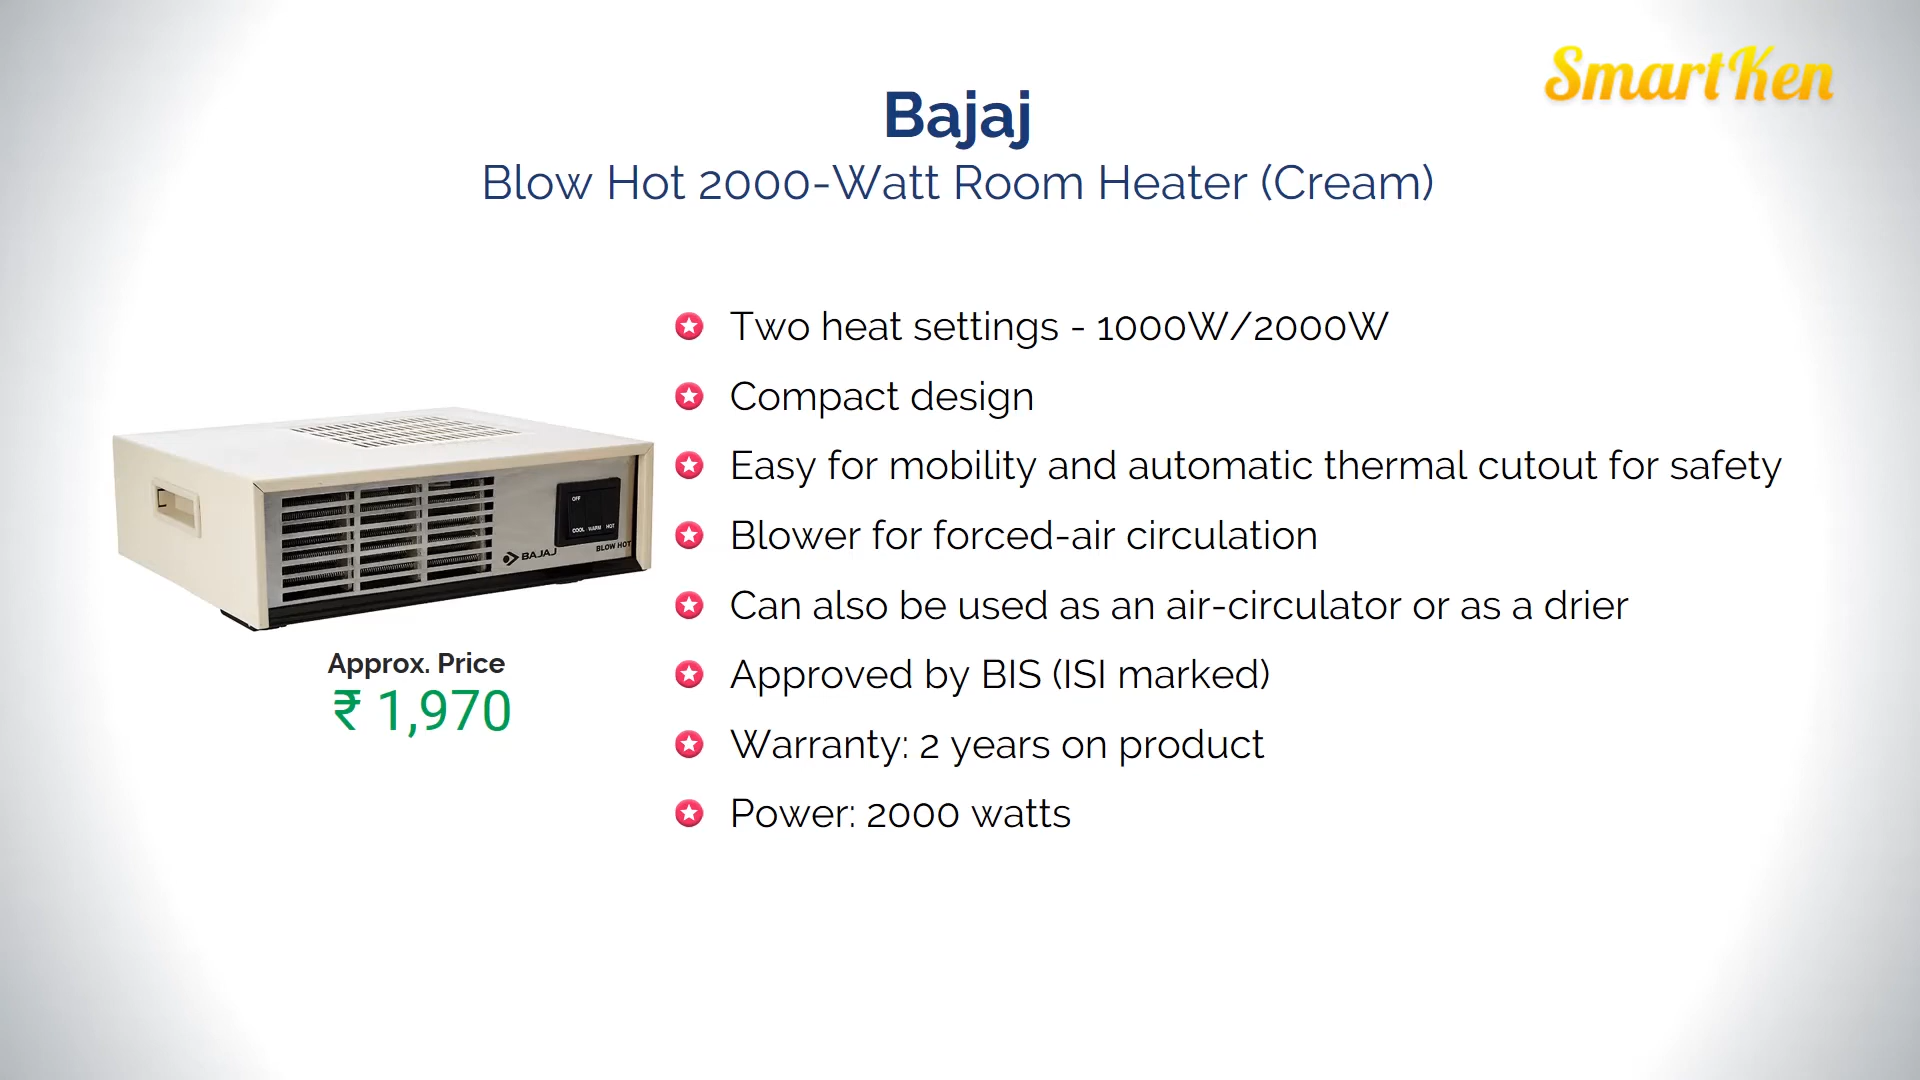 SmartKen
Bajaj
Blow Hot 2000-Watt Room Heater (Cream)
Two heat settings - 1000W/2000W
Compact design
Easy for mobility and automatic thermal cutout for safety
Blower for forced-air circulation
Can also be used as an air-circulator or as a drier
Approved by BIS (ISI marked)
Warranty: 2 years on product
Power: 2000 watts
OFF
COOL WARM HOT
BAJAJ
BLOW HOT
Approx. Price
₹ 1,970